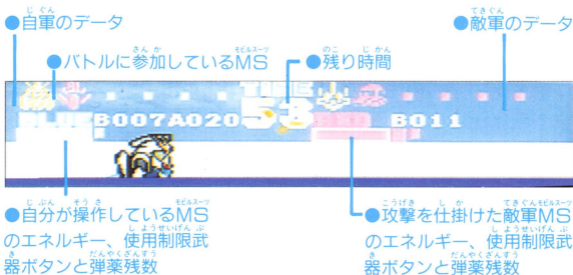 ●自軍のデータ
●敵軍のデータ
●バトルに参加しているMS
●残り時間
TIME
53
BLUE B007A020
RED B011
●自分が操作しているMS
のエネルギー、使用制限武
器ボタンと弾薬残数
●攻撃を仕掛けた敵軍MS
のエネルギー、使用制限武
器ボタンと弾薬残数